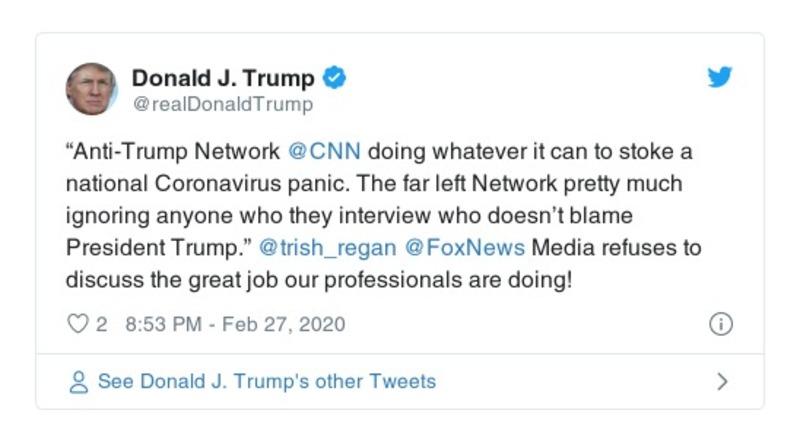 Donald J. Trump
@realDonaldTrump
“Anti-Trump Network @CNN doing whatever it can to stoke a
national Coronavirus panic. The far left Network pretty much
ignoring anyone who they interview who doesn’t blame
President Trump.” @trish_regan @FoxNews Media refuses to
discuss the great job our professionals are doing!
2 8:53 PM - Feb 27, 2020
See Donald J. Trump's other Tweets